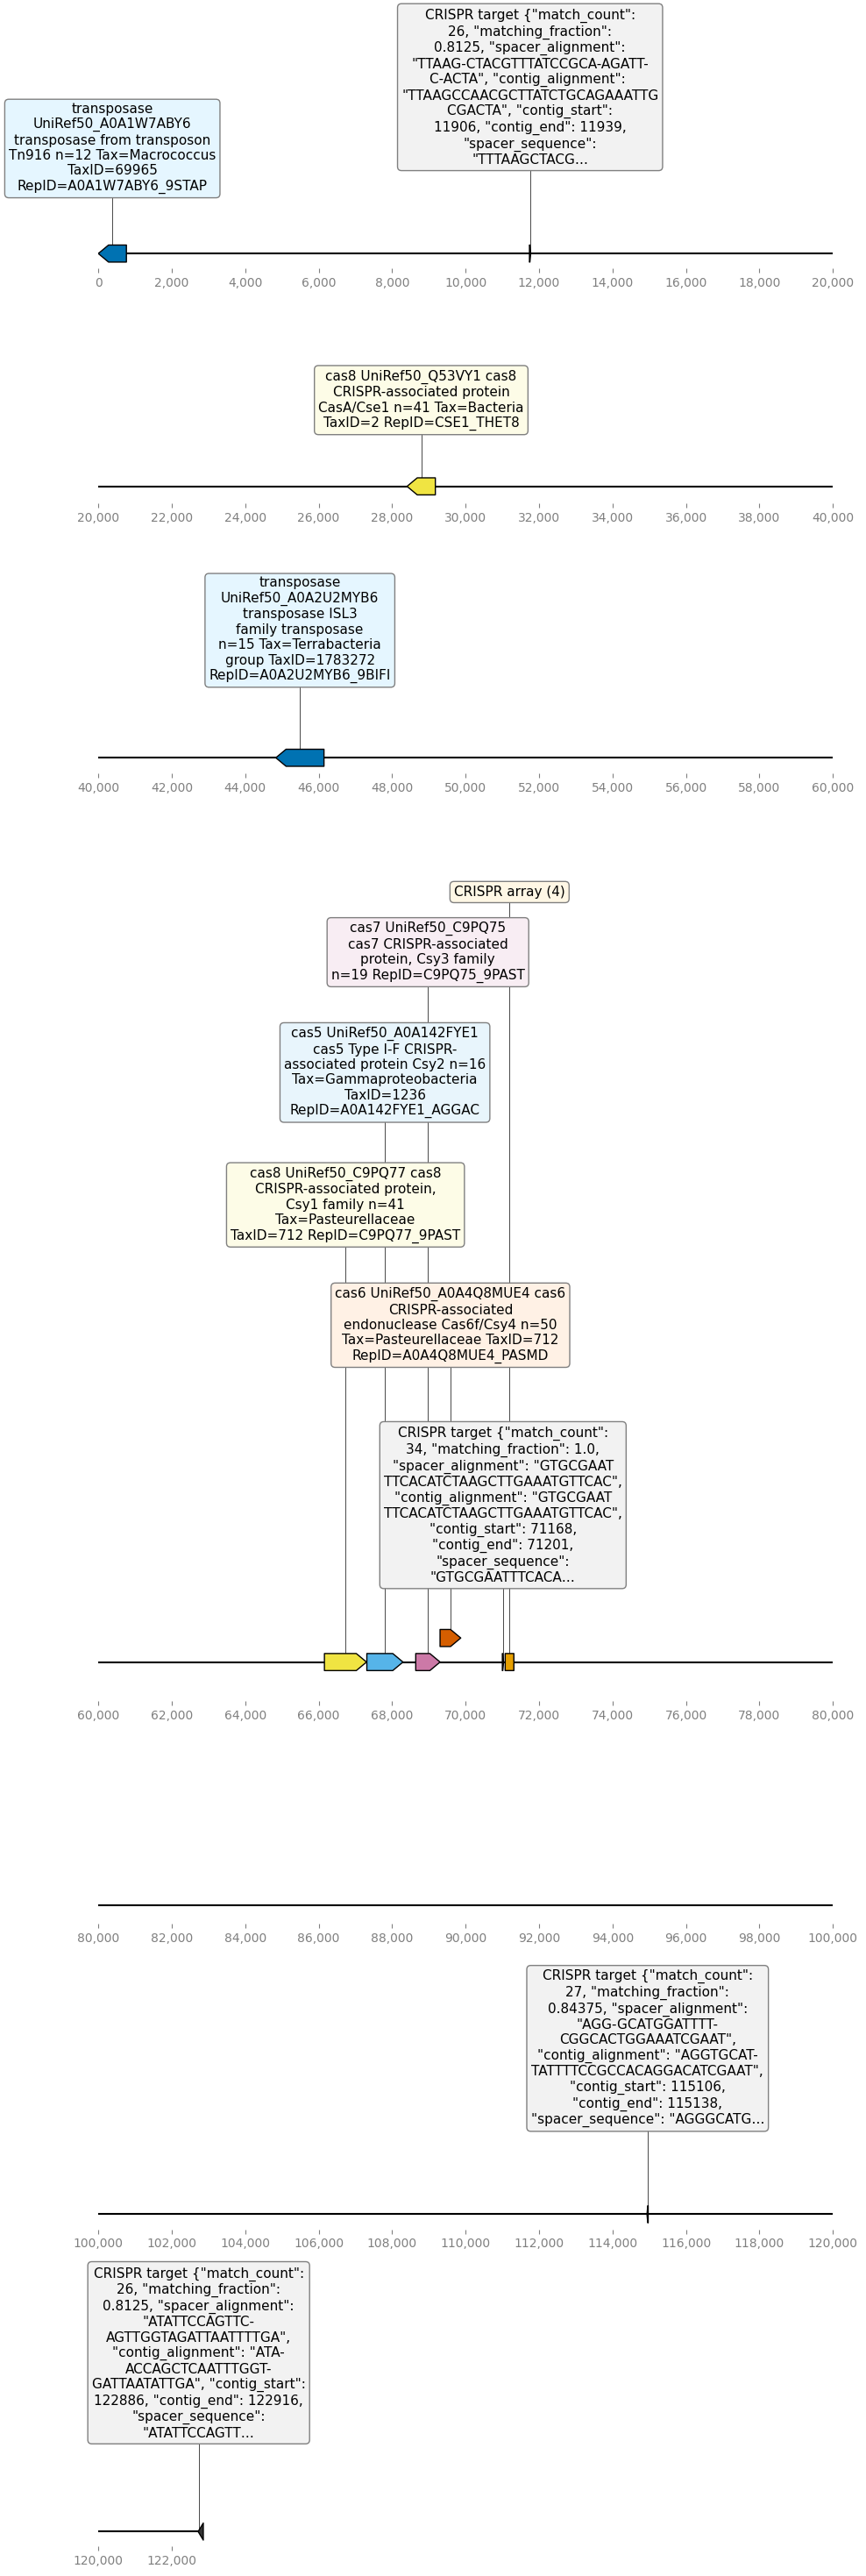 CRISPR target {"match_count":
26, "matching_fraction":
0.8125, "spacer_alignment":
"TTAAG-CTACGTTTATCCGCA-AGATT-
C-ACTA", "contig_alignment":
"TTAAGCCAACGCTTATCTGCAGAAATTG
CGACTA", "contig_start":
11906, "contig_end": 11939,
"spacer_sequence":
"TTTAAGCTACG...
transposase
UniRef50_A0A1W7ABY6
transposase from transposon
Tn916 n=12 Tax=Macrococcus
TaxID=69965
RepID=A0A1W7ABY6_9STAP
0 2,000 4,000 6,000 8,000 10,000 12,000 14,000 16,000 18,000 20,000
cas8 UniRef50_Q53VY1 cas8
CRISPR-associated protein
CasA/Cse1 n=41 Tax=Bacteria
TaxID=2 RepID=CSE1_THET8
20,000 22,000 24,000 26,000 28,000 30,000 32,000 34,000 36,000 38,000 40,000
transposase
UniRef50_A0A2U2MYB6
transposase ISL3
family transposase
n=15 Tax=Terrabacteria
group TaxID=1783272
RepID=A0A2U2MYB6_9BIFI
40,000 42,000 44,000 46,000 48,000 50,000 52,000 54,000 56,000 58,000 60,000
CRISPR array (4)
cas7 UniRef50_C9PQ75
cas7 CRISPR-associated
protein, Csy3 family
n=19 RepID=C9PQ75_9PAST
cas5 UniRef50_A0A142FYE1
cas5 Type I-F CRISPR-
associated protein Csy2 n=16
Tax=Gammaproteobacteria
TaxID=1236
RepID=A0A142FYE1_AGGAC
cas8 UniRef50_C9PQ77 cas8
CRISPR-associated protein,
Csy1 family n=41
Tax=Pasteurellaceae
TaxID=712 RepID=C9PQ77_9PAST
cas6 UniRef50_A0A4Q8MUE4 cas6
CRISPR-associated
endonuclease Cas6f/Csy4 n=50
Tax=Pasteurellaceae TaxID=712
RepID=A0A4Q8MUE4_PASMD
CRISPR target {"match_count":
34, "matching_fraction": 1.0,
"spacer_alignment": "GTGCGAAT
TTCACATCTAAGCTTGAAATGTTCAC",
"contig_alignment": "GTGCGAAT
TTCACATCTAAGCTTGAAATGTTCAC",
"contig_start": 71168,
"contig_end": 71201,
"spacer_sequence":
"GTGCGAATTTCACA...
60,000 62,000 64,000 66,000 68,000 70,000 72,000 74,000 76,000 78,000 80,000
80,000 82,000 84,000 86,000 88,000 90,000 92,000 94,000 96,000 98,000 100,000
CRISPR target {"match_count":
27, "matching_fraction":
0.84375, "spacer_alignment":
"AGG-GCATGGATTTT-
CGGCACTGGAAATCGAAT",
"contig_alignment": "AGGTGCAT-
TATTTTCCGCCACAGGACATCGAAT",
"contig_start": 115106,
"contig_end": 115138,
"spacer_sequence": "AGGGCATG...
100,000 102,000 104,000 106,000 108,000 110,000 112,000 114,000 116,000 118,000 120,000
CRISPR target {"match_count":
26, "matching_fraction":
0.8125, "spacer_alignment":
"ATATTCCAGTTC-
AGTTGGTAGATTAATTTTGA",
"contig_alignment": "ATA-
ACCAGCTCAATTTGGT-
GATTAATATTGA", "contig_start":
122886, "contig_end": 122916,
"spacer_sequence":
"ATATTCCAGTT...
120,000 122,000